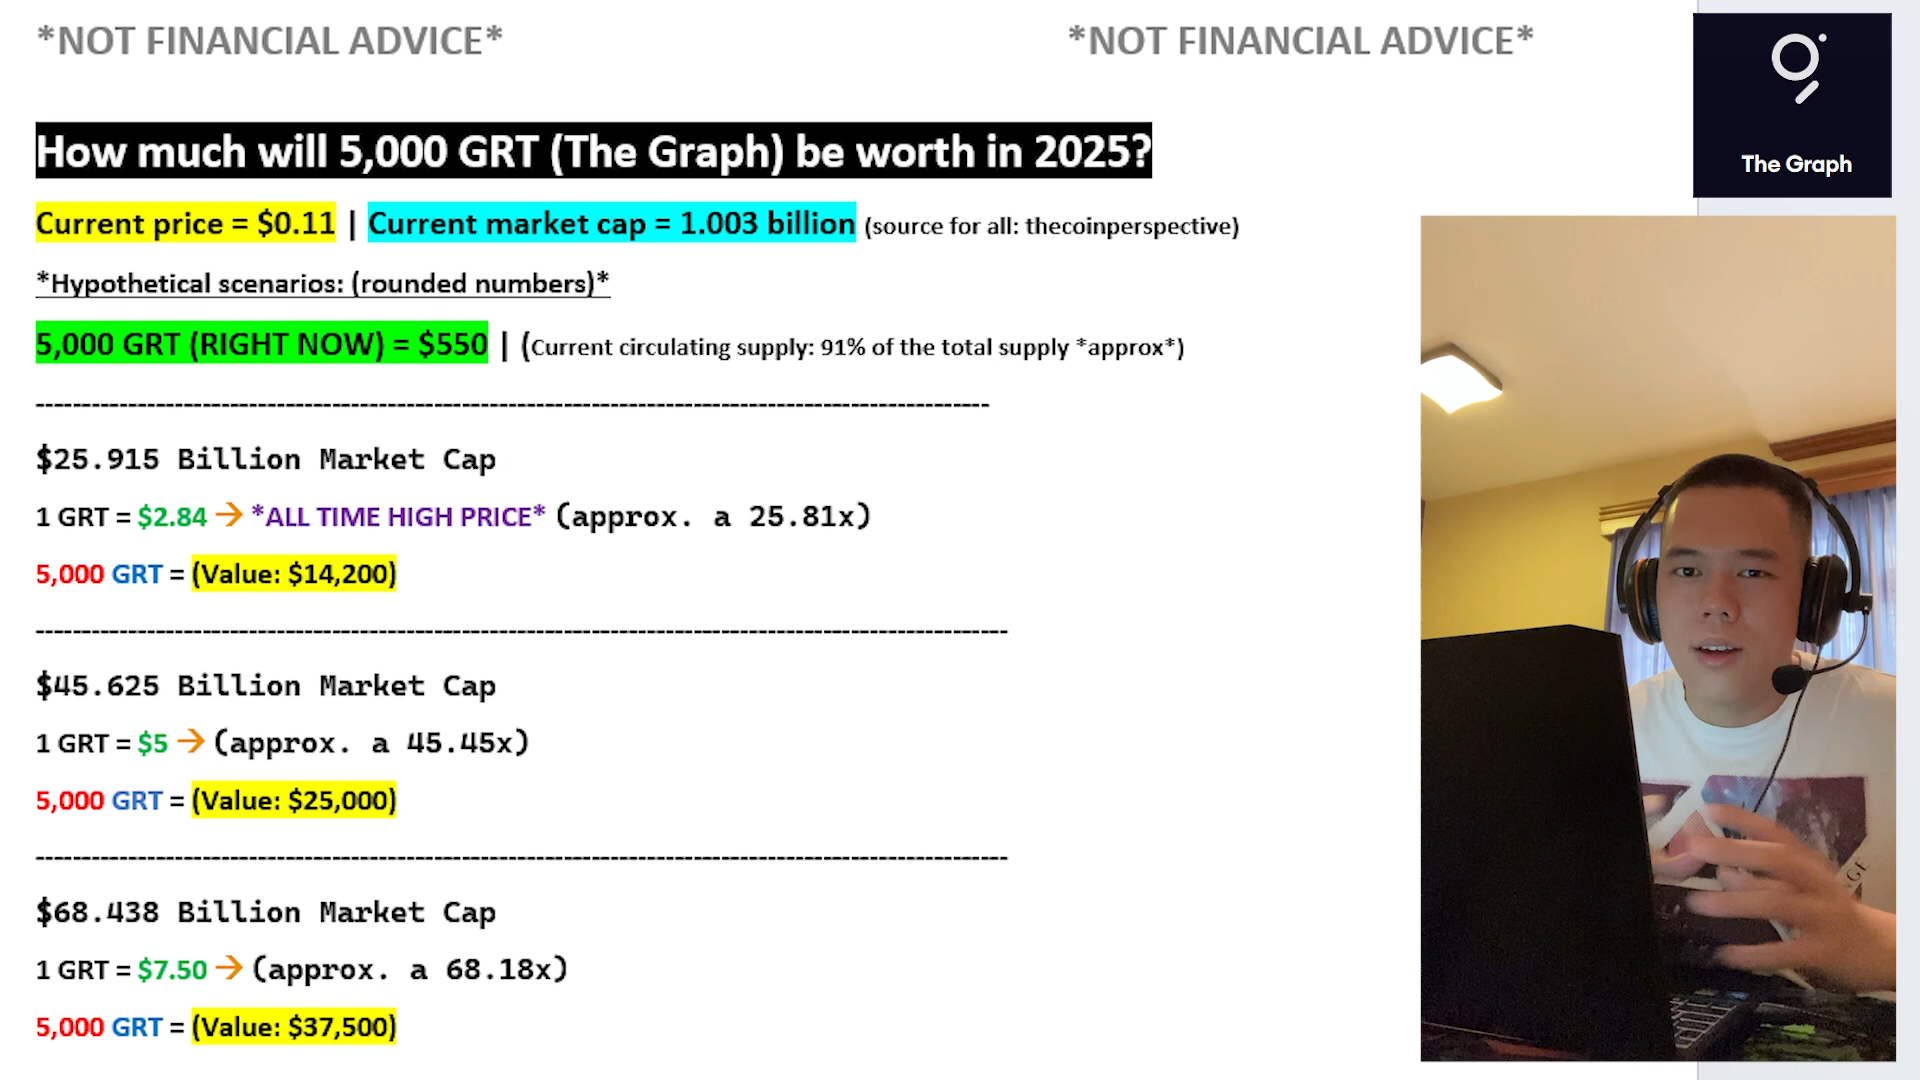 *NOT FINANCIAL ADVICE* *NOT FINANCIAL ADVICE*
The Graph
How much will 5,000 GRT (The Graph) be worth in 2025?
Current price = $0.11 | Current market cap = 1.003 billion (source for all: thecoinperspective)
*Hypothetical scenarios: (rounded numbers)*
5,000 GRT (RIGHT NOW) = $550 | (Current circulating supply: 91% of the total supply *approx*)
$25.915 Billion Market Cap
1 GRT = $2.84 → *ALL TIME HIGH PRICE* (approx. a 25.81x)
5,000 GRT = (Value: $14,200)
$45.625 Billion Market Cap
1 GRT = $5 → (approx. a 45.45x)
5,000 GRT = (Value: $25,000)
$68.438 Billion Market Cap
1 GRT = $7.50 → (approx. a 68.18x)
5,000 GRT = (Value: $37,500)